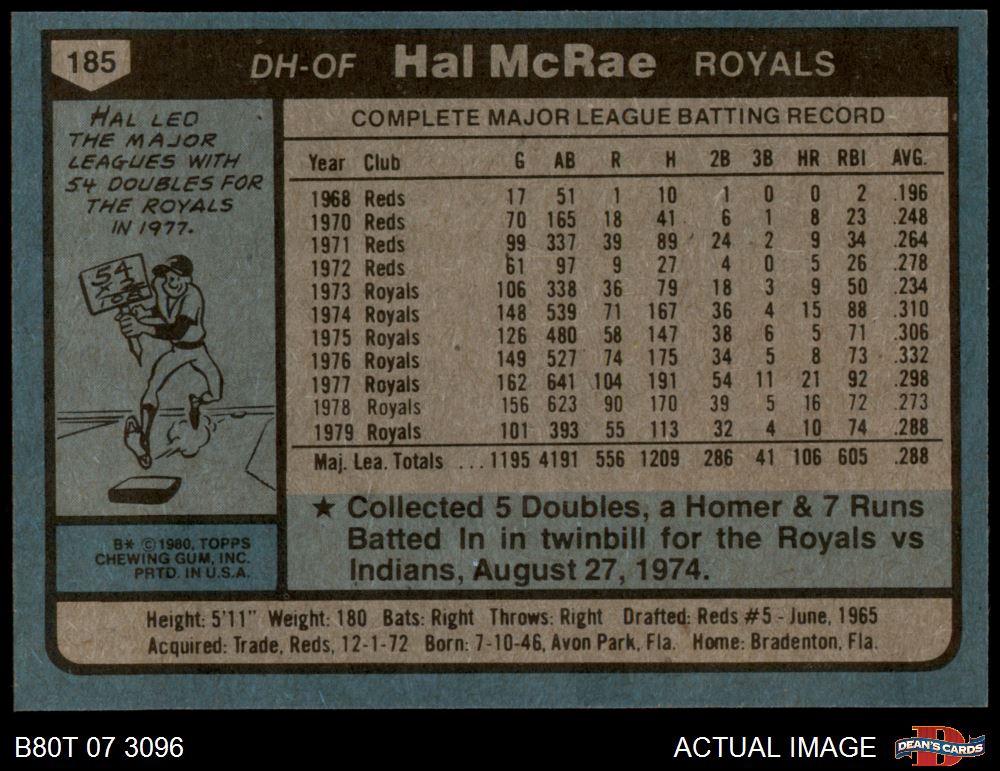 185 DH-OF Hal McRae ROYALS
HAL LED
THE MAJOR
LEAGUES WITH
54 DOUBLES FOR
THE ROYALS
IN 1977.
54
COMPLETE MAJOR LEAGUE BATTING RECORD
Year Club G AB R H 2B 3B HR RBI AVG.
1968 Reds 17 51 1 10 1 0 0 2 .196
1970 Reds 70 165 18 41 6 1 8 23 .248
1971 Reds 99 337 39 89 24 2 9 34 .264
1972 Reds 61 97 9 27 4 0 5 26 .278
1973 Royals 106 338 36 79 18 3 9 50 .234
1974 Royals 148 539 71 167 36 4 15 88 .310
1975 Royals 126 480 58 147 38 6 5 71 .306
1976 Royals 149 527 74 175 34 5 8 73 .332
1977 Royals 162 641 104 191 54 11 21 92 .298
1978 Royals 156 623 90 170 39 5 16 72 .273
1979 Royals 101 393 55 113 32 4 10 74 .288
Maj. Lea. Totals ...1195 4191 556 1209 286 41 106 605 .288
★ Collected 5 Doubles, a Homer & 7 Runs
Batted In in twinbill for the Royals vs
Indians, August 27, 1974.
B* ©1980, TOPPS
CHEWING GUM, INC.
PRTD. IN U.S.A.
Height: 5'11" Weight: 180 Bats: Right Throws: Right Drafted: Reds #5 - June, 1965
Acquired: Trade, Reds, 12-1-72 Born: 7-10-46, Avon Park, Fla. Home: Bradenton, Fla.
B80T 07 3096
ACTUAL IMAGE
D
DEAN'S CARDS